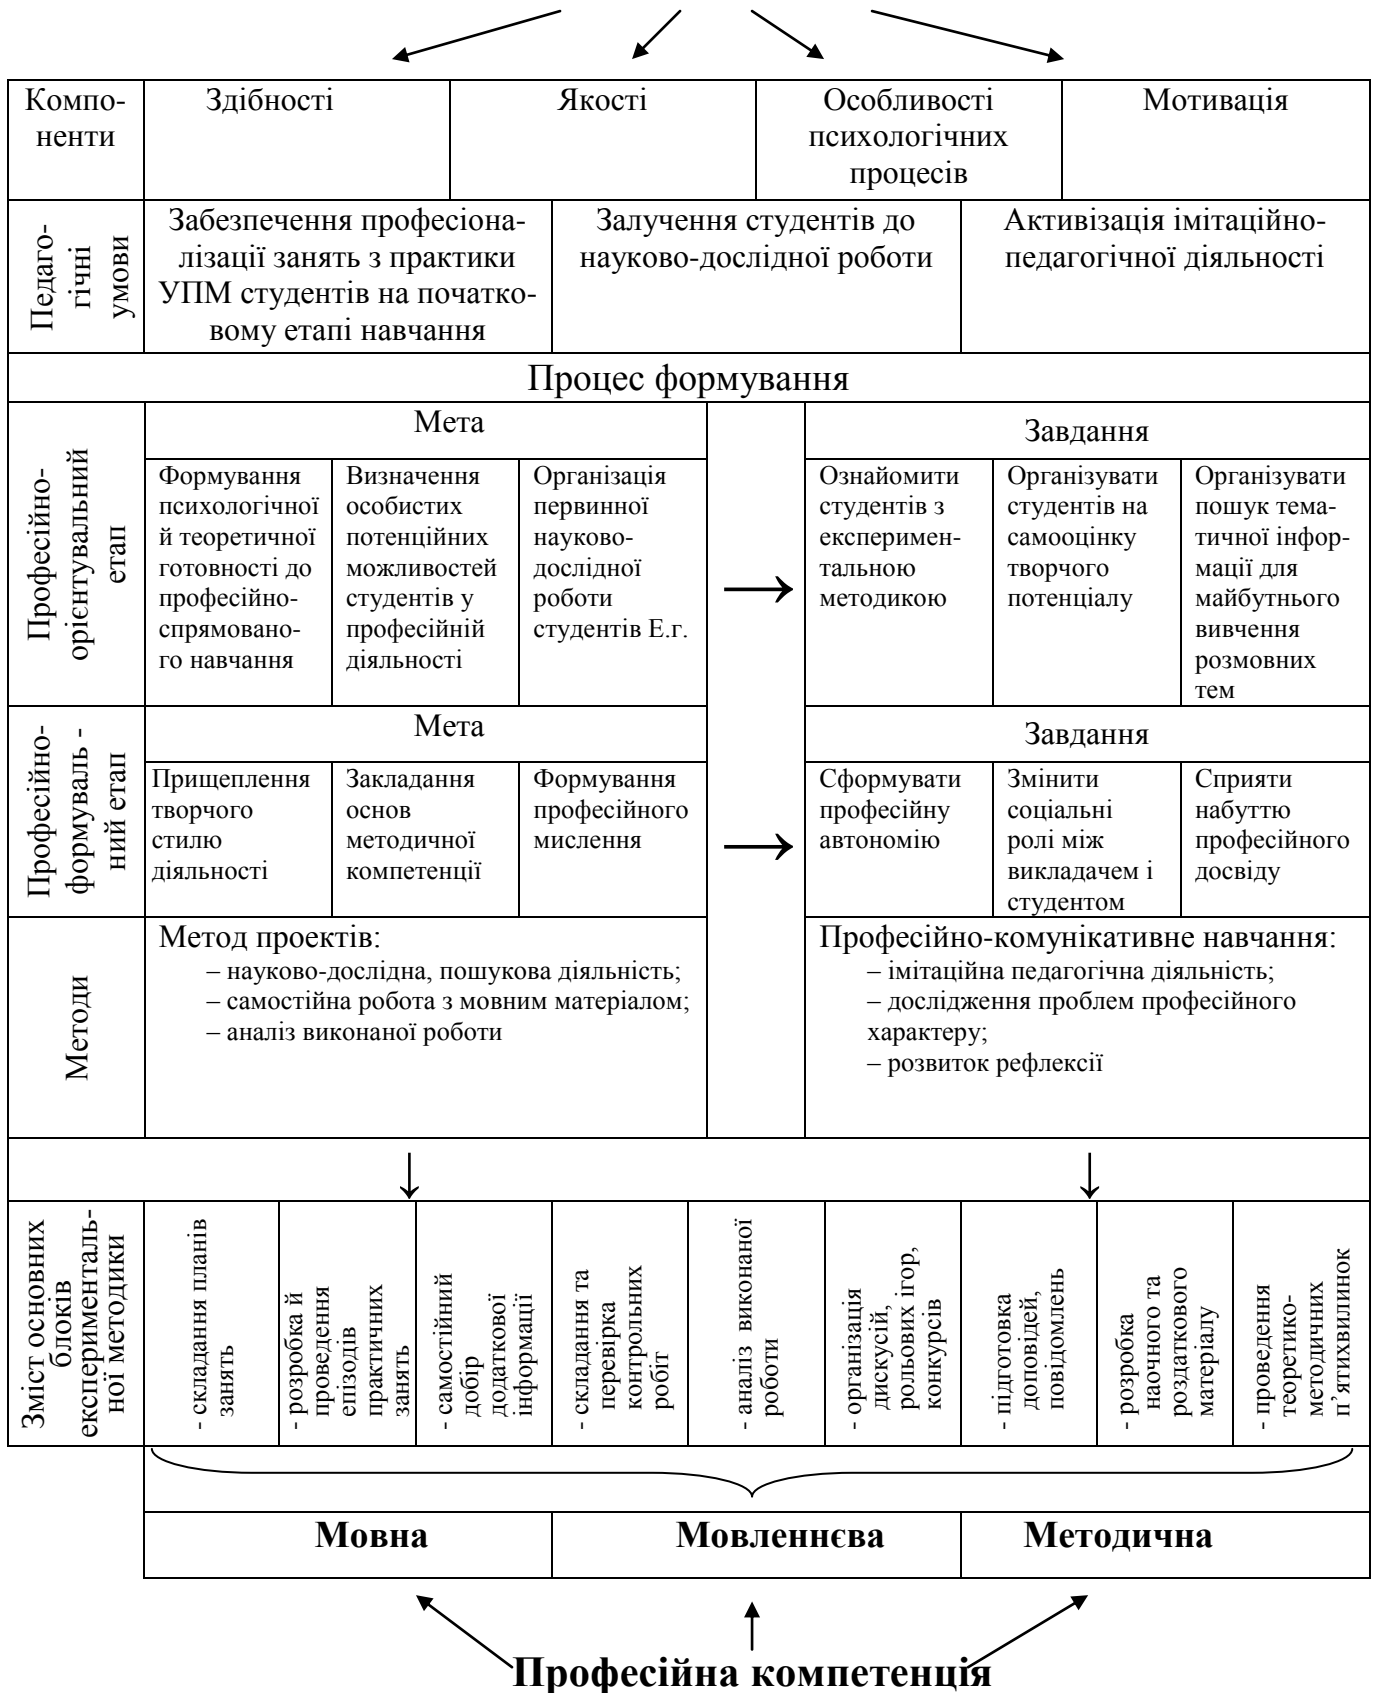 Компо-
ненти
Здібності
Якості
Особливості
психологічних
процесів
Мотивація
Педаго-
гічні
умови
Забезпечення професіона-
лізації занять з практики
УПМ студентів на початко-
вому етапі навчання
Залучення студентів до
науково-дослідної роботи
Активізація імітаційно-
педагогічної діяльності
Процес формування
Професійно-
орієнтувальний
етап
Мета
Формування
психологічної
й теоретичної
готовності до
професійно-
спрямовано-
го навчання
Визначення
особистих
потенційних
можливостей
студентів у
професійній
діяльності
Організація
первинної
науково-
дослідної
роботи
студентів Е.г.
Завдання
Ознайомити
студентів з
експеримен-
тальною
методикою
Організувати
студентів на
самооцінку
творчого
потенціалу
Організувати
пошук тема-
тичної інфор-
мації для
майбутнього
вивчення
розмовних
тем
Професійно-
формуваль -
ний етап
Мета
Прищеплення
творчого
стилю
діяльності
Закладання
основ
методичної
компетенції
Формування
професійного
мислення
Завдання
Сформувати
професійну
автономію
Змінити
соціальні
ролі між
викладачем і
студентом
Сприяти
набуттю
професійного
досвіду
Методи
Метод проектів:
– науково-дослідна, пошукова діяльність;
– самостійна робота з мовним матеріалом;
– аналіз виконаної роботи
Професійно-комунікативне навчання:
– імітаційна педагогічна діяльність;
– дослідження проблем професійного
характеру;
– розвиток рефлексії
Зміст основних
блоків
експерименталь-
ної методики
- складання планів
занять
- розробка й
проведення
епізодів
практичних
занять
- самостійний
добір
додаткової
інформації
- складання та
перевірка
контрольних
робіт
- аналіз виконаної
роботи
- організація
дискусій,
рольових ігор,
конкурсів
- підготовка
доповідей,
повідомлень
- розробка
наочного та
роздаткового
матеріалу
- проведення
теоретико-
методичних
п’ятихвилинок
Мовна
Мовленнєва
Методична
Професійна компетенція